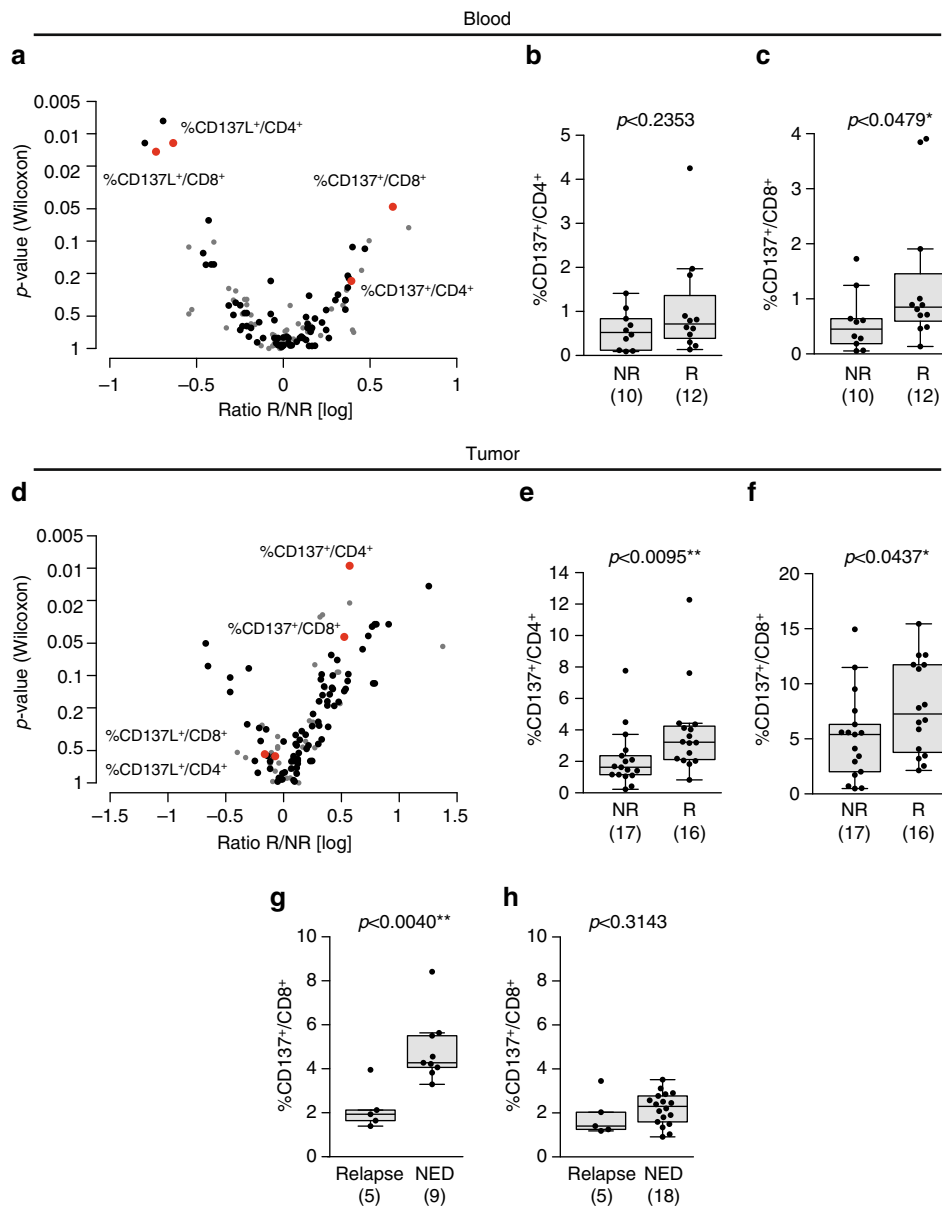 Blood
a
0.005
0.01
0.02
0.05
0.1
0.2
0.5
1
p-value (Wilcoxon)
%CD137L⁺/CD4⁺
%CD137L⁺/CD8⁺
%CD137⁺/CD8⁺
%CD137⁺/CD4⁺
−1 −0.5 0 0.5 1
Ratio R/NR [log]
b
p<0.2353
%CD137⁺/CD4⁺
5
4
3
2
1
0
NR R
(10) (12)
c
p<0.0479*
%CD137⁺/CD8⁺
4
2
1
0
NR R
(10) (12)
Tumor
d
0.005
0.01
0.02
0.05
0.1
0.2
0.5
1
p-value (Wilcoxon)
%CD137⁺/CD4⁺
%CD137⁺/CD8⁺
%CD137L⁺/CD8⁺
%CD137L⁺/CD4⁺
−1.5 −1 −0.5 0 0.5 1 1.5
Ratio R/NR [log]
e
p<0.0095**
%CD137⁺/CD4⁺
14
12
10
8
6
4
2
0
NR R
(17) (16)
f
p<0.0437*
%CD137⁺/CD8⁺
20
15
10
5
0
NR R
(17) (16)
g
p<0.0040**
%CD137⁺/CD8⁺
10
8
6
4
2
0
Relapse NED
(5) (9)
h
p<0.3143
%CD137⁺/CD8⁺
10
8
6
4
2
0
Relapse NED
(5) (18)